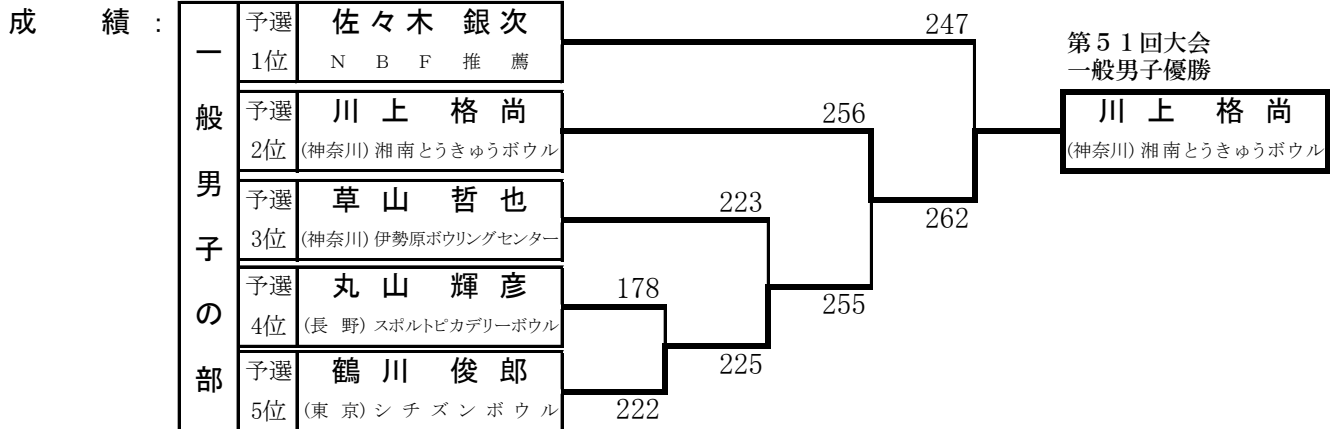 成績：
一般男子の部
予選1位
佐々木 銀次
NBF推薦
247
第51回大会
一般男子優勝
川上 格尚
(神奈川) 湘南とうきゅうボウル
予選2位
川上 格尚
(神奈川) 湘南とうきゅうボウル
256
262
予選3位
草山 哲也
(神奈川) 伊勢原ボウリングセンター
223
255
予選4位
丸山 輝彦
(長 野) スポルトピカデリーボウル
178
225
予選5位
鶴川 俊郎
(東 京) シチズンボウル
222